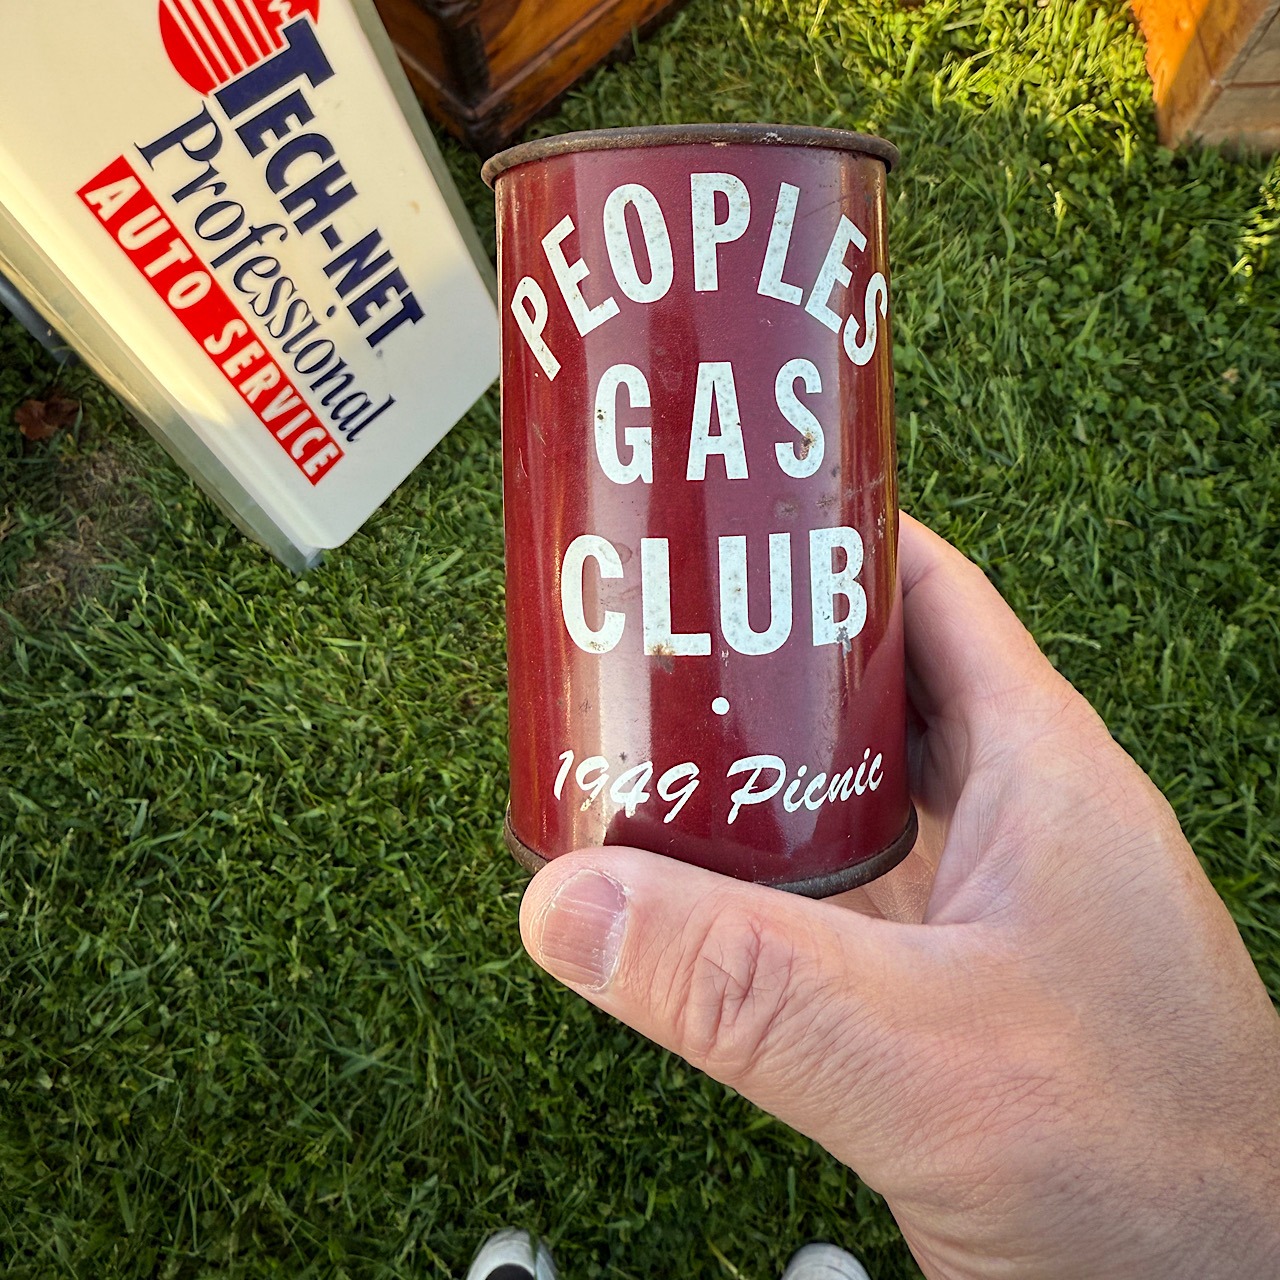 TECH-NET
Professional
AUTO SERVICE
PEOPLES
GAS
CLUB
1949 Picnic